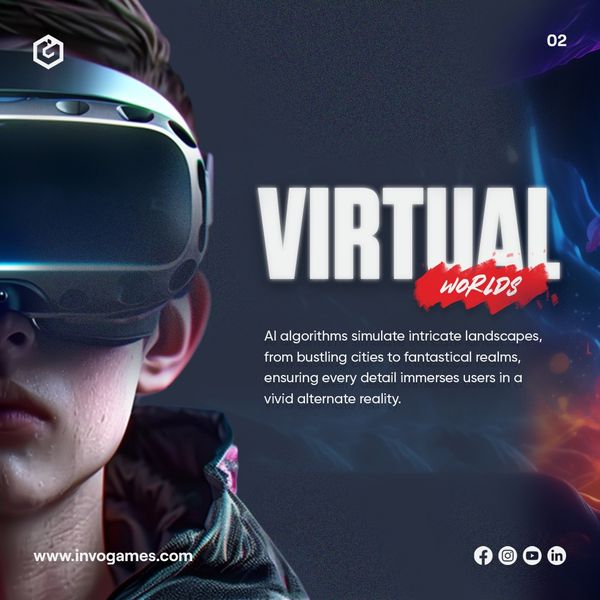 02
VIRTUAL
WORLDS
AI algorithms simulate intricate landscapes,
from bustling cities to fantastical realms,
ensuring every detail immerses users in a
vivid alternate reality.
www.invogames.com